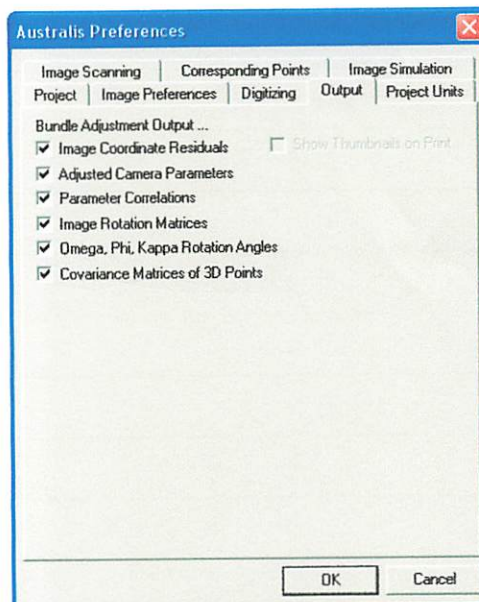 Australis Preferences
Image Scanning Corresponding Points Image Simulation
Project Image Preferences Digitizing Output Project Units
Bundle Adjustment Output ...
Image Coordinate Residuals Show Thumbnails on Print
Adjusted Camera Parameters
Parameter Correlations
Image Rotation Matrices
Omega, Phi, Kappa Rotation Angles
Covariance Matrices of 3D Points
OK Cancel